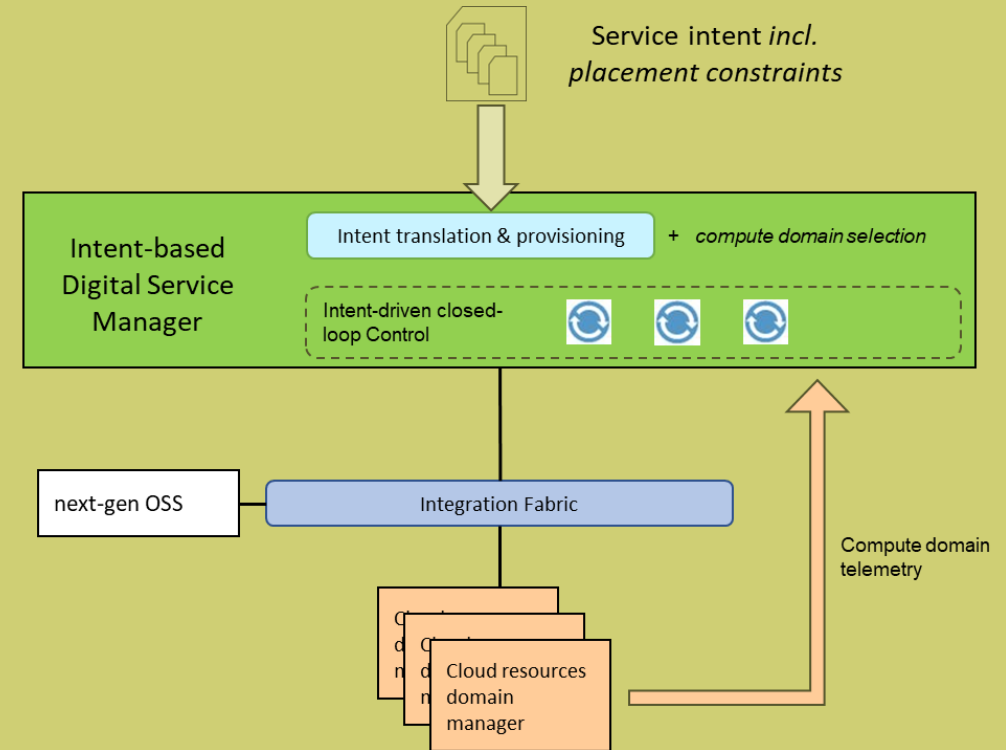 Service intent incl.
placement constraints
Intent-based
Digital Service
Manager
Intent translation & provisioning
+ compute domain selection
Intent-driven closed-
loop Control
next-gen OSS
Integration Fabric
Compute domain
telemetry
Cloud resources
domain
manager